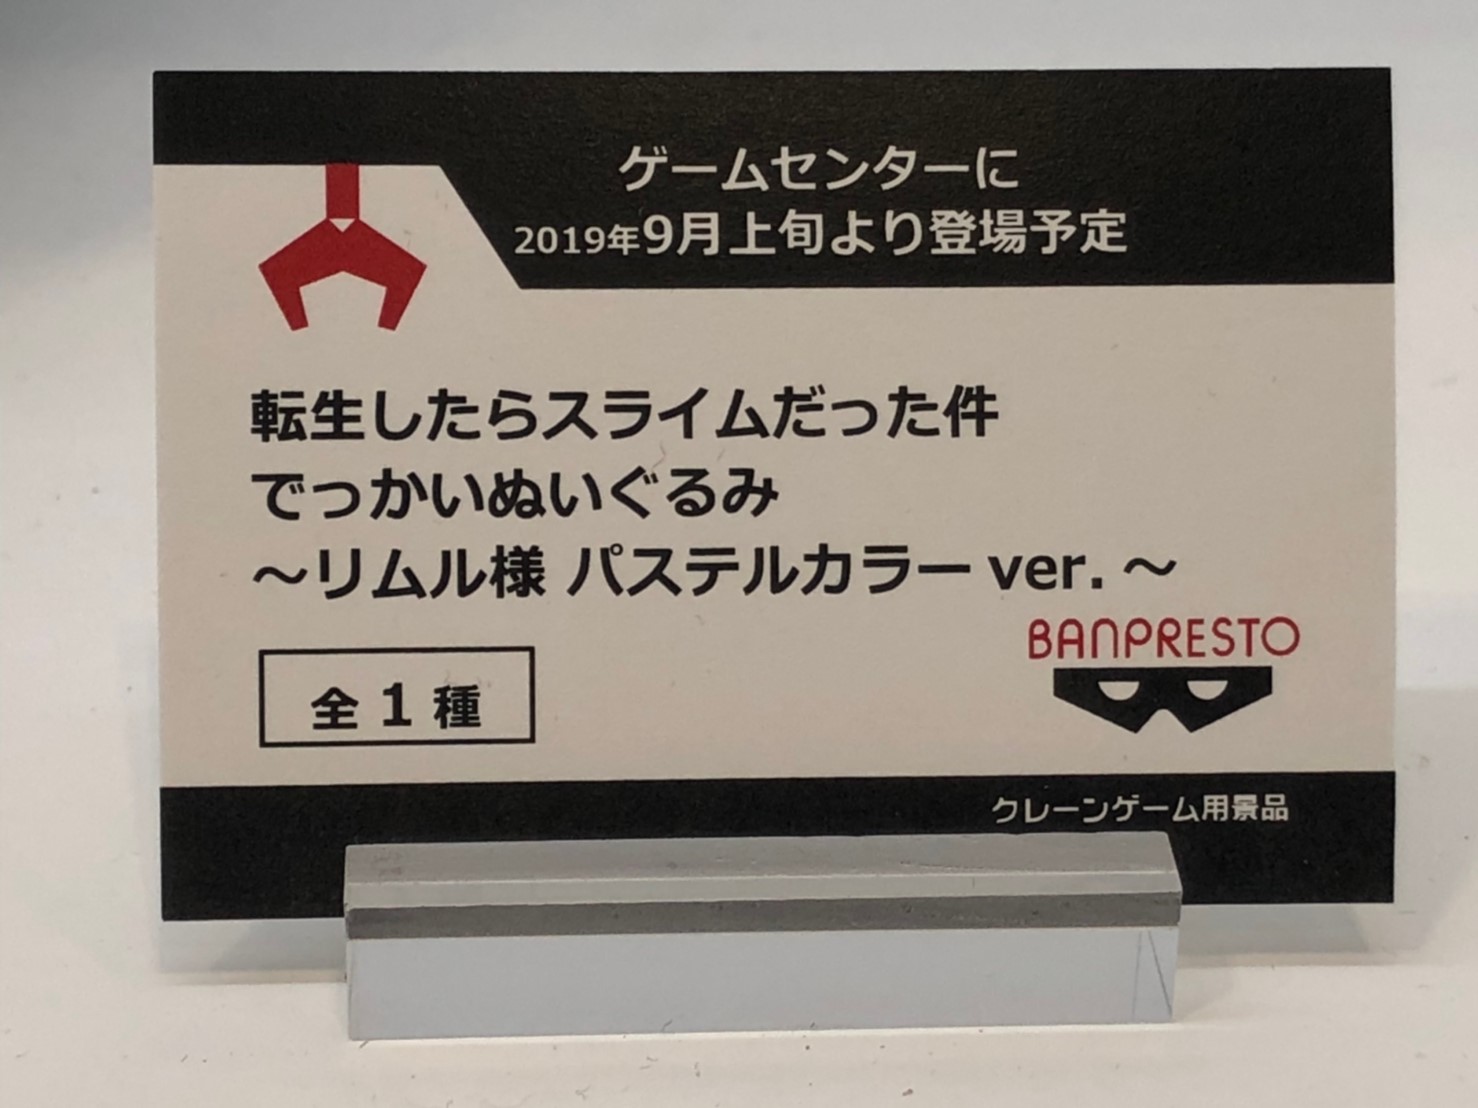 ゲームセンターに
2019年9月上旬より登場予定
転生したらスライムだった件
でっかいぬいぐるみ
～リムル様 パステルカラーver.～
BANPRESTO
全1種
クレーンゲーム用景品